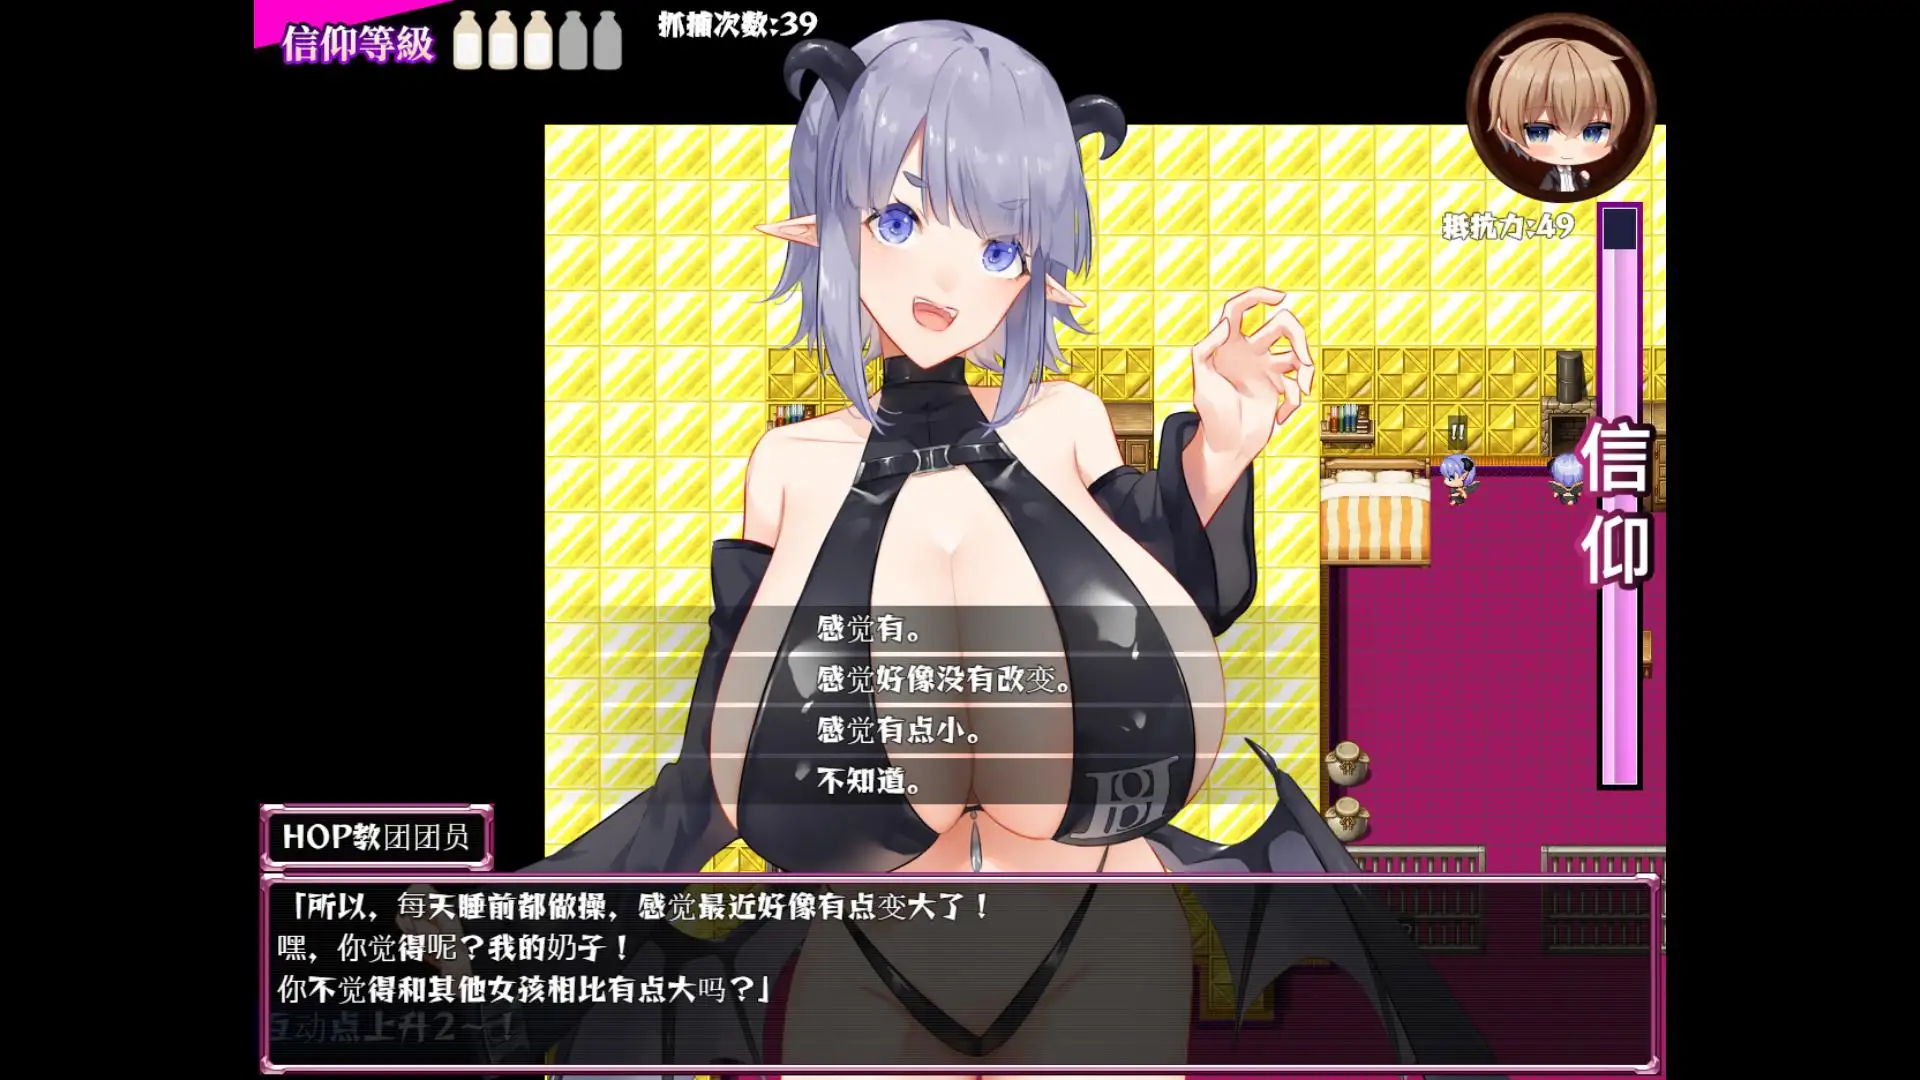 信仰等級
抓捕次数:39
抵抗力:49
信仰
感觉有。
感觉好像没有改变。
感觉有点小。
不知道。
HOP教团团员
「所以，每天睡前都做操，感觉最近好像有点变大了！
嘿，你觉得呢？我的奶子！
你不觉得和其他女孩相比有点大吗？」
互动点上升2～！